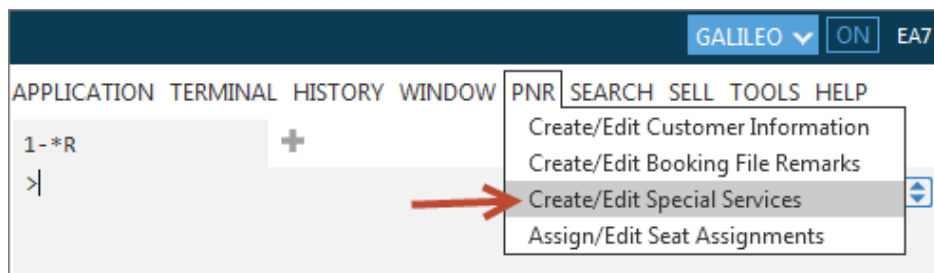 GALILEO ON EA7
APPLICATION TERMINAL HISTORY WINDOW PNR SEARCH SELL TOOLS HELP
1-*R
Create/Edit Customer Information
Create/Edit Booking File Remarks
>
Create/Edit Special Services
Assign/Edit Seat Assignments